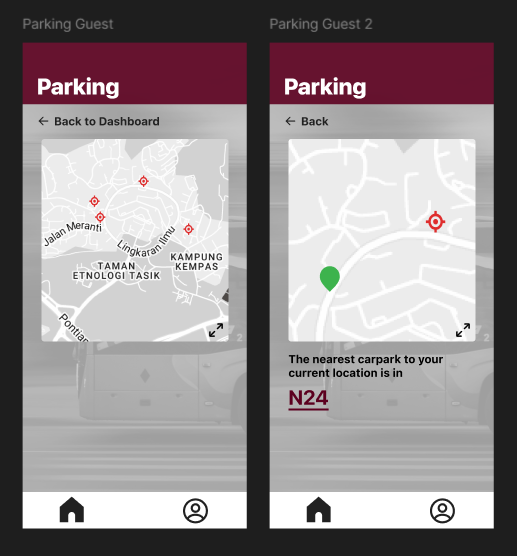 Parking Guest
Parking
← Back to Dashboard
Jalan Meranti
Lingkaran Ilmu
KAMPUNG
KEMPAS
TAMAN
ETNOLOGI TASIK
Pontian
Parking Guest 2
Parking
← Back
The nearest carpark to your
current location is in
N24